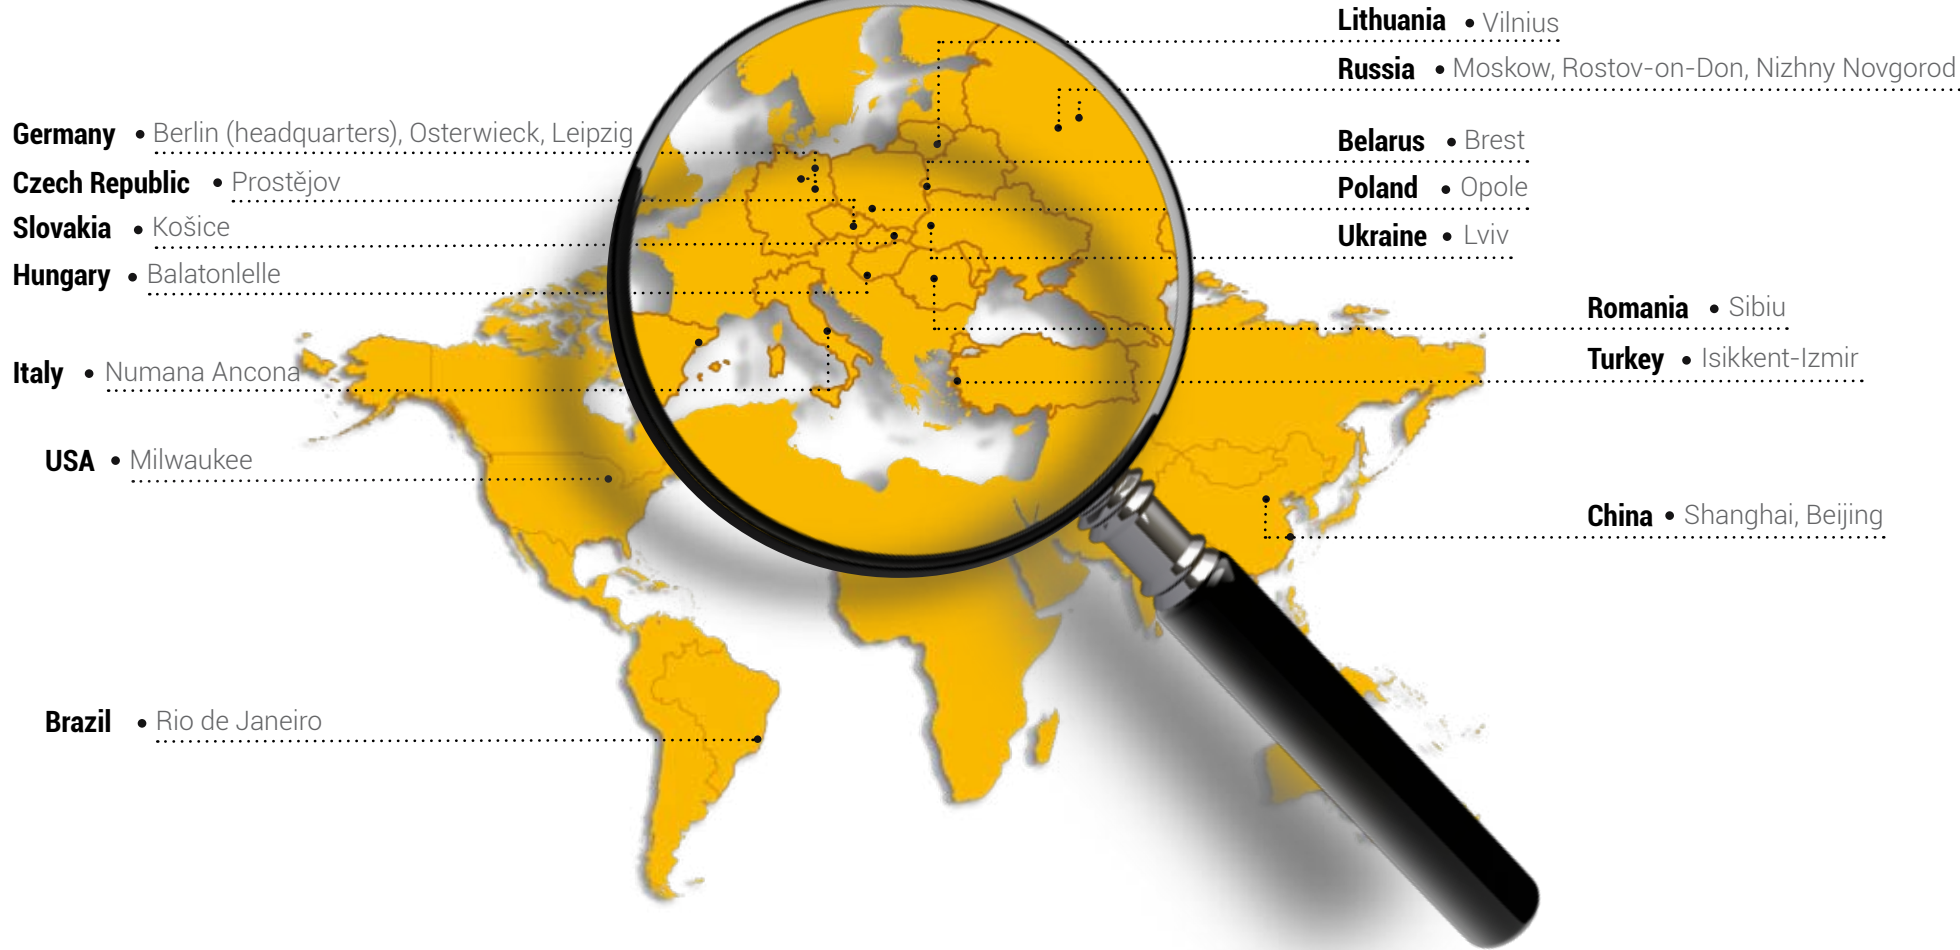 Lithuania • Vilnius
Russia • Moskow, Rostov-on-Don, Nizhny Novgorod
Germany • Berlin (headquarters), Osterwieck, Leipzig
Belarus • Brest
Czech Republic • Prostějov
Poland • Opole
Slovakia • Košice
Ukraine • Lviv
Hungary • Balatonlelle
Romania • Sibiu
Italy • Numana Ancona
Turkey • Isikkent-Izmir
USA • Milwaukee
China • Shanghai, Beijing
Brazil • Rio de Janeiro